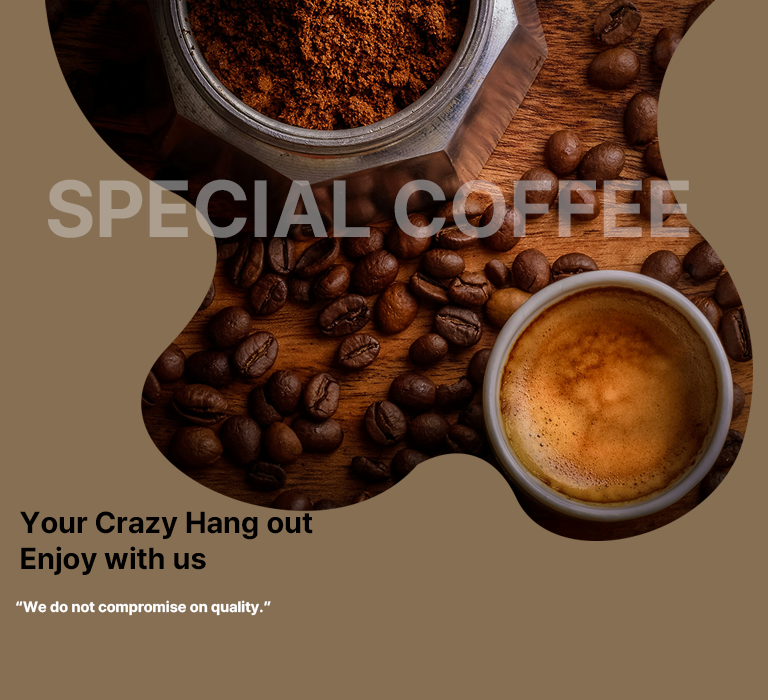 SPECIAL COFFEE
Your Crazy Hang out
Enjoy with us
“We do not compromise on quality.”